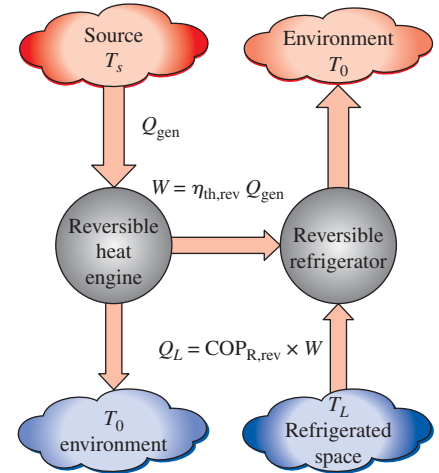 Source
T_s
Environment
T_0
Q_gen
W = η_th,rev Q_gen
Reversible
heat
engine
Reversible
refrigerator
Q_L = COP_R,rev × W
T_0
environment
T_L
Refrigerated
space